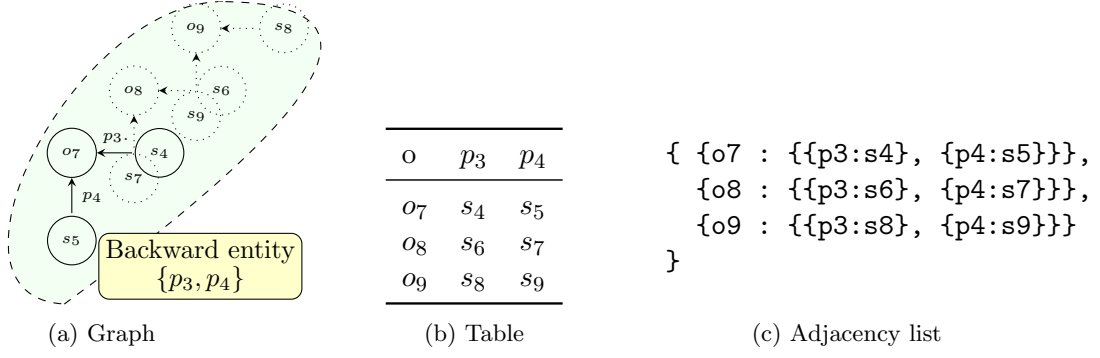 o9
s8
o8
s6
s9
o7
p3
s4
s7
p4
s5
Backward entity
{p3, p4}
(a) Graph
o p3 p4
o7 s4 s5
o8 s6 s7
o9 s8 s9
(b) Table
{ {o7 : {{p3:s4}, {p4:s5}}},
{o8 : {{p3:s6}, {p4:s7}}},
{o9 : {{p3:s8}, {p4:s9}}}
}
(c) Adjacency list